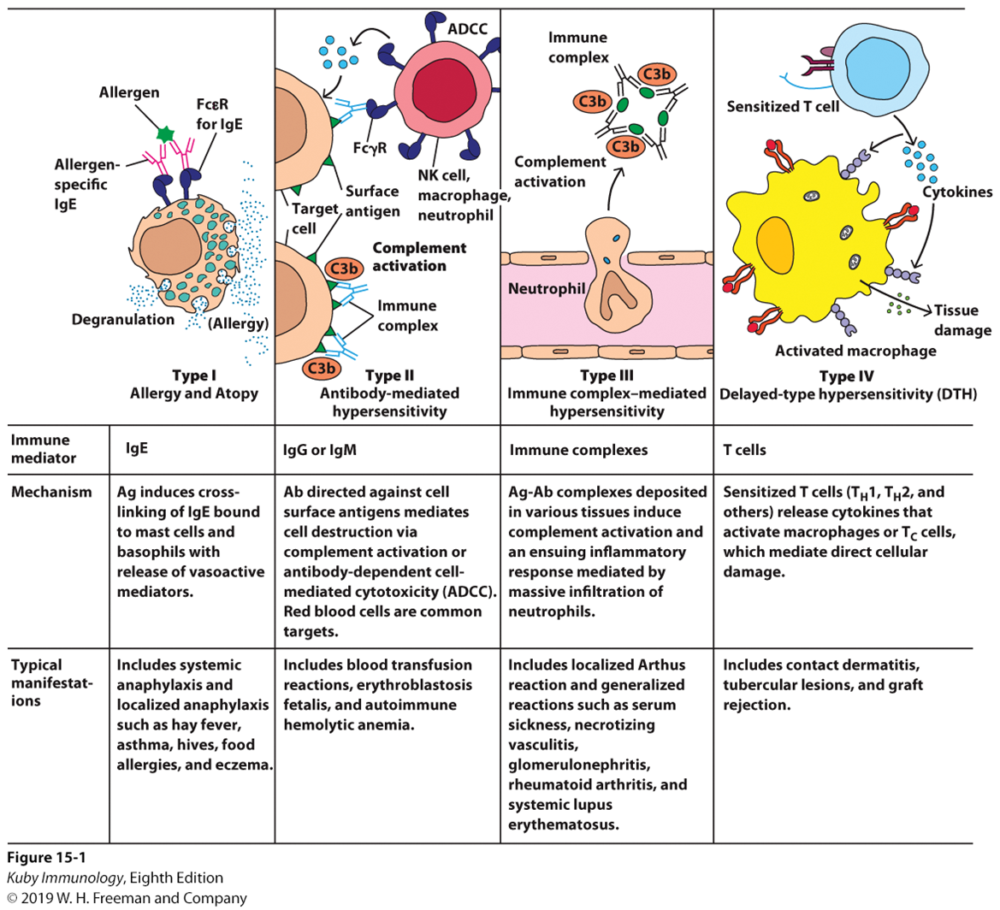 Allergen
FcεR
for IgE
Allergen-
specific
IgE
Degranulation
(Allergy)
Type I
Allergy and Atopy
ADCC
FcγR
NK cell,
macrophage,
neutrophil
Surface
antigen
Target
cell
Complement
activation
C3b
Immune
complex
C3b
Type II
Antibody-mediated
hypersensitivity
Immune
complex
C3b
C3b
C3b
Complement
activation
Neutrophil
Type III
Immune complex–mediated
hypersensitivity
Sensitized T cell
Cytokines
Tissue
damage
Activated macrophage
Type IV
Delayed-type hypersensitivity (DTH)
Immune
mediator
IgE
IgG or IgM
Immune complexes
T cells
Mechanism
Ag induces cross-
linking of IgE bound
to mast cells and
basophils with
release of vasoactive
mediators.
Ab directed against cell
surface antigens mediates
cell destruction via
complement activation or
antibody-dependent cell-
mediated cytotoxicity (ADCC).
Red blood cells are common
targets.
Ag-Ab complexes deposited
in various tissues induce
complement activation and
an ensuing inflammatory
response mediated by
massive infiltration of
neutrophils.
Sensitized T cells (TH1, TH2, and
others) release cytokines that
activate macrophages or TC cells,
which mediate direct cellular
damage.
Typical
manifestat-
ions
Includes systemic
anaphylaxis and
localized anaphylaxis
such as hay fever,
asthma, hives, food
allergies, and eczema.
Includes blood transfusion
reactions, erythroblastosis
fetalis, and autoimmune
hemolytic anemia.
Includes localized Arthus
reaction and generalized
reactions such as serum
sickness, necrotizing
vasculitis,
glomerulonephritis,
rheumatoid arthritis, and
systemic lupus
erythematosus.
Includes contact dermatitis,
tubercular lesions, and graft
rejection.
Figure 15-1
Kuby Immunology, Eighth Edition
© 2019 W. H. Freeman and Company